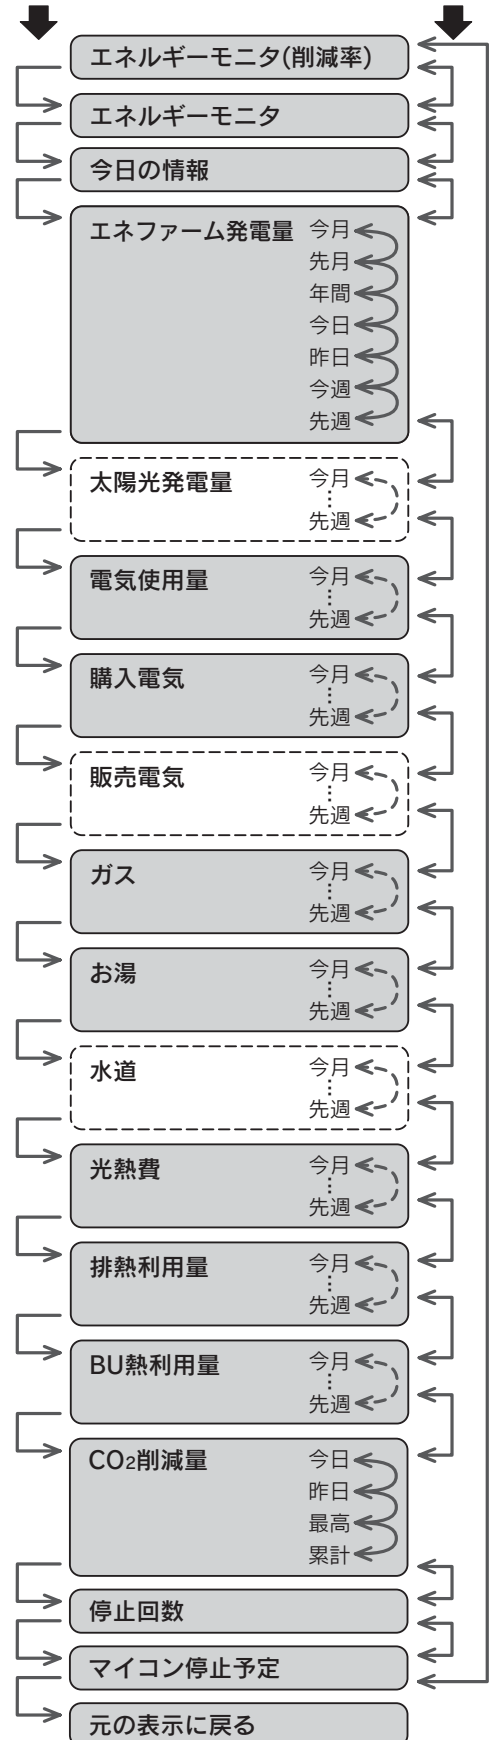 エネルギーモニタ(削減率)
エネルギーモニタ
今日の情報
エネファーム発電量 今月
先月
年間
今日
昨日
今週
先週
太陽光発電量 今月
先週
電気使用量 今月
先週
購入電気 今月
先週
販売電気 今月
先週
ガス 今月
先週
お湯 今月
先週
水道 今月
先週
光熱費 今月
先週
排熱利用量 今月
先週
BU熱利用量 今月
先週
CO2削減量 今日
昨日
最高
累計
停止回数
マイコン停止予定
元の表示に戻る